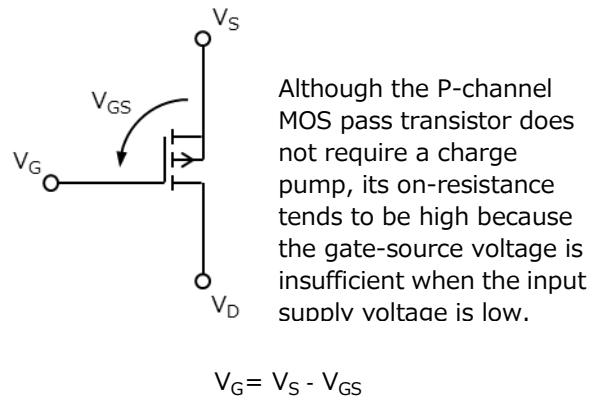 VS
VGS
VG
VD
Although the P-channel
MOS pass transistor does
not require a charge
pump, its on-resistance
tends to be high because
the gate-source voltage is
insufficient when the input
supply voltage is low.
VG= VS - VGS